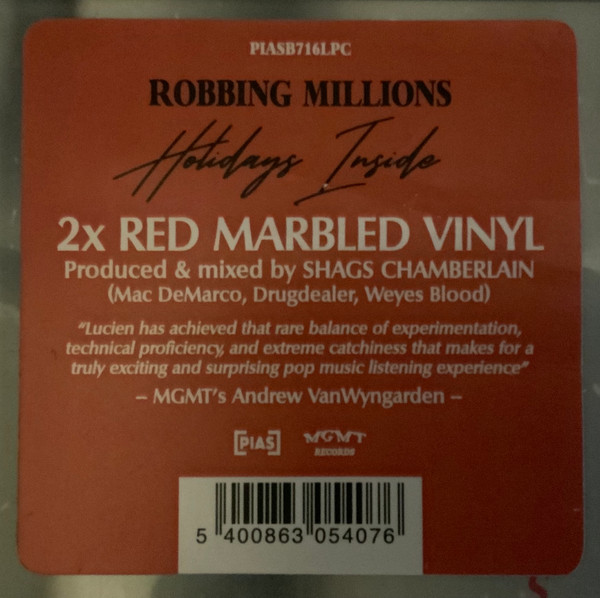 PIASB716LPC
ROBBING MILLIONS
Holidays Inside
2x RED MARBLED VINYL
Produced & mixed by SHAGS CHAMBERLAIN
(Mac DeMarco, Drugdealer, Weyes Blood)
“Lucien has achieved that rare balance of experimentation,
technical proficiency, and extreme catchiness that makes for a
truly exciting and surprising pop music listening experience”
– MGMT's Andrew VanWyngarden –
[PIAS] MGMT
RECORDS
5 400863 054076